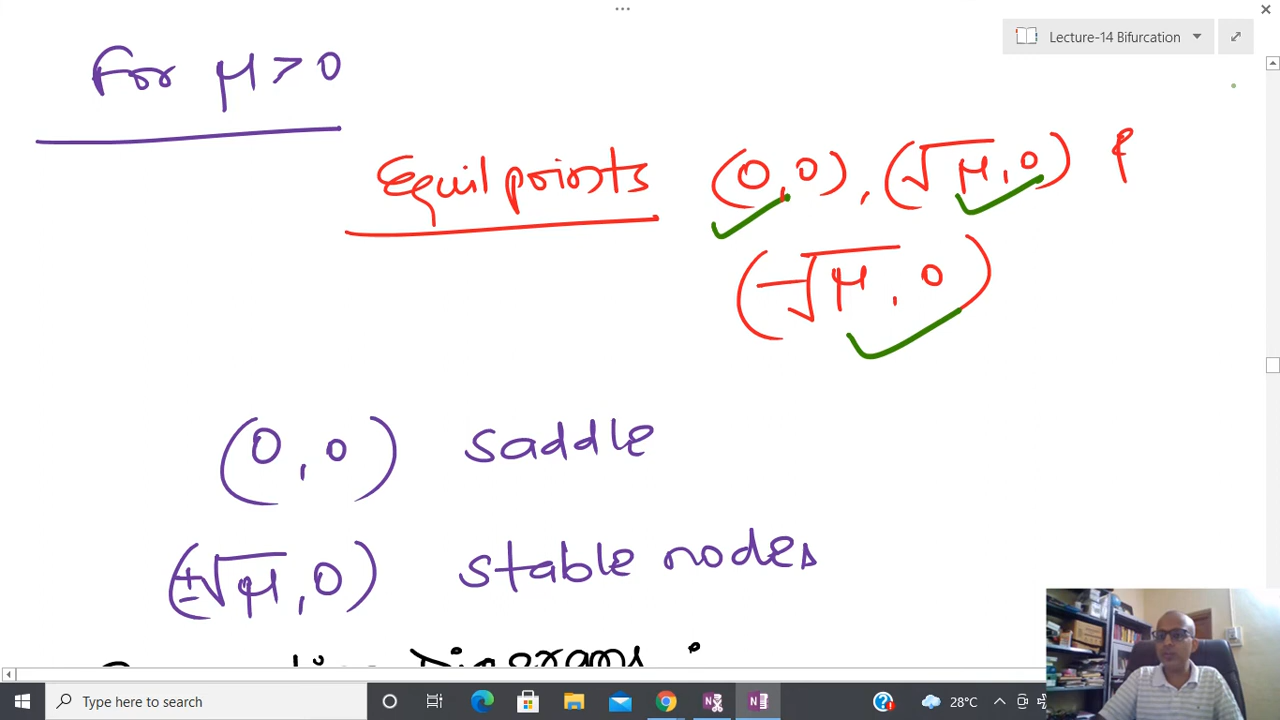 Lecture-14 Bifurcation
For μ > 0
Equil points (0,0), (√μ, 0) &
(-√μ, 0)
(0, 0) saddle
(±√μ, 0) stable nodes
Diagrams :
Type here to search
28°C